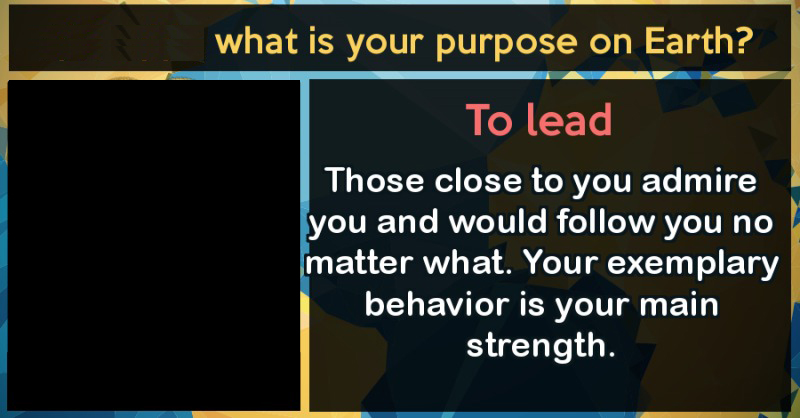 what is your purpose on Earth?
To lead
Those close to you admire
you and would follow you no
matter what. Your exemplary
behavior is your main
strength.